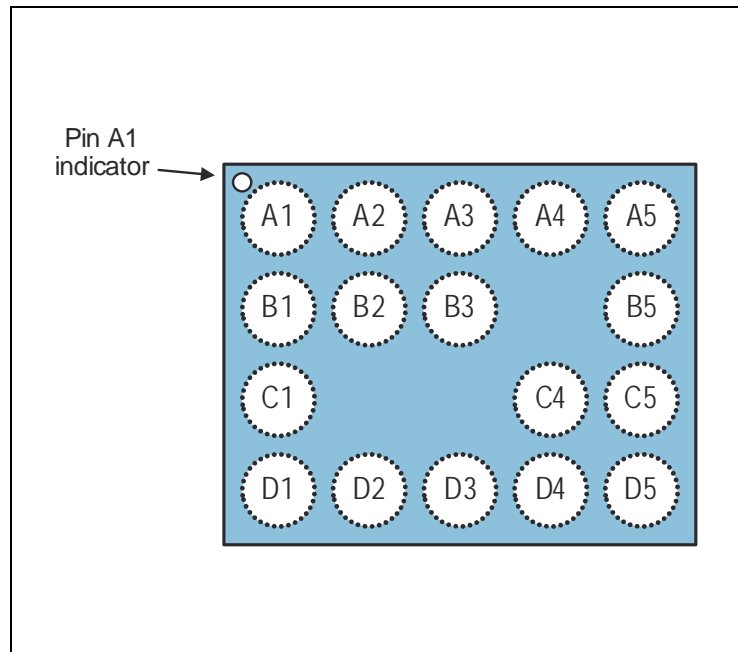 Pin A1
indicator
A1 A2 A3 A4 A5
B1 B2 B3 B5
C1 C4 C5
D1 D2 D3 D4 D5